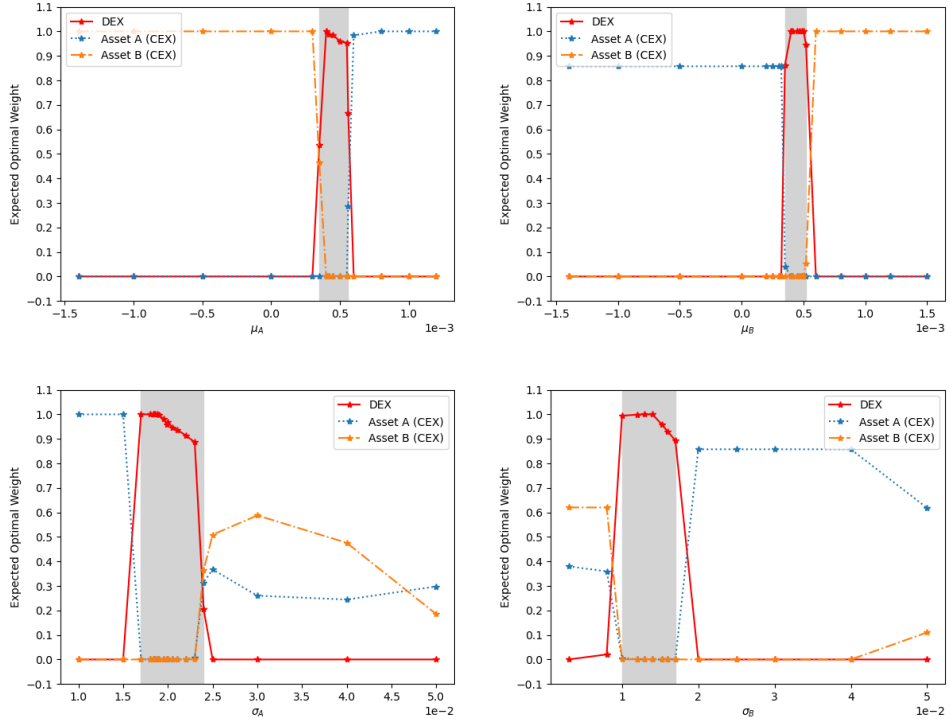 1.1
1.0
0.9
0.8
0.7
0.6
0.5
0.4
0.3
0.2
0.1
0.0
−0.1
Expected Optimal Weight
DEX
Asset A (CEX)
Asset B (CEX)
−1.5 −1.0 −0.5 0.0 0.5 1.0
1e−3
μA
1.1
1.0
0.9
0.8
0.7
0.6
0.5
0.4
0.3
0.2
0.1
0.0
−0.1
Expected Optimal Weight
DEX
Asset A (CEX)
Asset B (CEX)
−1.5 −1.0 −0.5 0.0 0.5 1.0 1.5
1e−3
μB
1.1
1.0
0.9
0.8
0.7
0.6
0.5
0.4
0.3
0.2
0.1
0.0
−0.1
Expected Optimal Weight
DEX
Asset A (CEX)
Asset B (CEX)
1.0 1.5 2.0 2.5 3.0 3.5 4.0 4.5 5.0
1e−2
σA
1.1
1.0
0.9
0.8
0.7
0.6
0.5
0.4
0.3
0.2
0.1
0.0
−0.1
Expected Optimal Weight
DEX
Asset A (CEX)
Asset B (CEX)
1 2 3 4 5
1e−2
σB